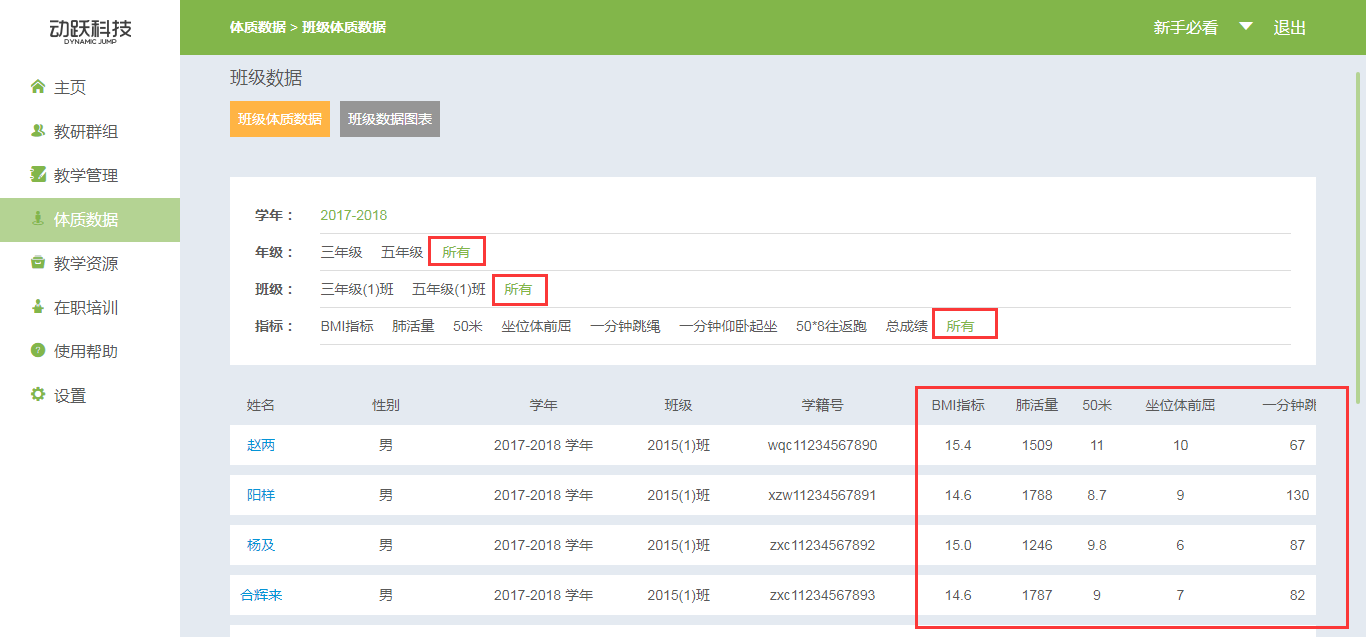 动跃科技
DYNAMIC JUMP
主页
教研群组
教学管理
体质数据
教学资源
在职培训
使用帮助
设置
体质数据 > 班级体质数据
新手必看 退出
班级数据
班级体质数据 班级数据图表
学年： 2017-2018
年级： 三年级 五年级 所有
班级： 三年级(1)班 五年级(1)班 所有
指标： BMI指标 肺活量 50米 坐位体前屈 一分钟跳绳 一分钟仰卧起坐 50*8往返跑 总成绩 所有
姓名 性别 学年 班级 学籍号 BMI指标 肺活量 50米 坐位体前屈 一分钟跳
赵两 男 2017-2018 学年 2015(1)班 wqc11234567890 15.4 1509 11 10 67
阳样 男 2017-2018 学年 2015(1)班 xzw11234567891 14.6 1788 8.7 9 130
杨及 男 2017-2018 学年 2015(1)班 zxc11234567892 15.0 1246 9.8 6 87
合辉来 男 2017-2018 学年 2015(1)班 zxc11234567893 14.6 1787 9 7 82